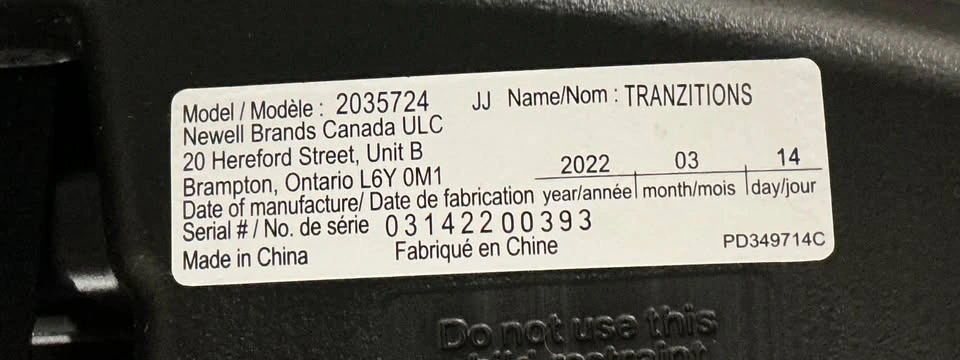 Model / Modèle : 2035724 JJ Name/Nom : TRANZITIONS
Newell Brands Canada ULC
20 Hereford Street, Unit B
Brampton, Ontario L6Y 0M1 2022 03 14
Date of manufacture/ Date de fabrication year/année month/mois day/jour
Serial # / No. de série 03142200393
Made in China Fabriqué en Chine PD349714C
Do not use this
child restraint